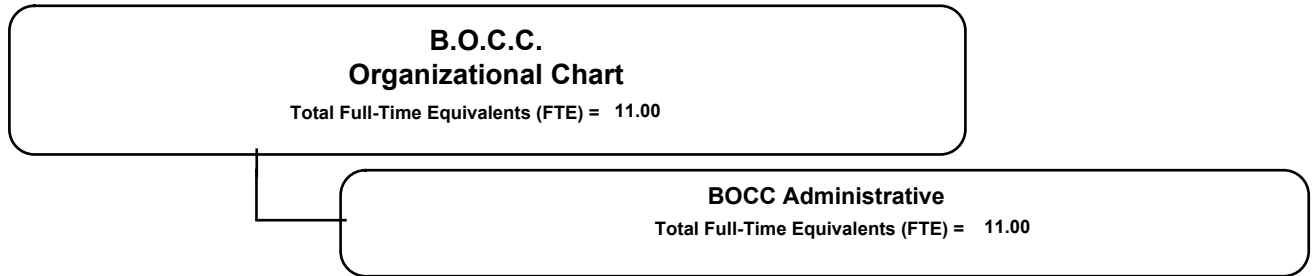 B.O.C.C.
Organizational Chart
Total Full-Time Equivalents (FTE) = 11.00
BOCC Administrative
Total Full-Time Equivalents (FTE) = 11.00